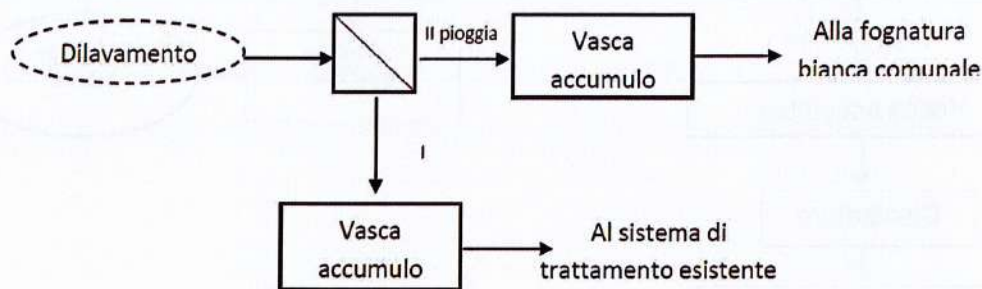 Dilavamento
II pioggia
Vasca
accumulo
Alla fognatura
bianca comunale
I
Vasca
accumulo
Al sistema di
trattamento esistente